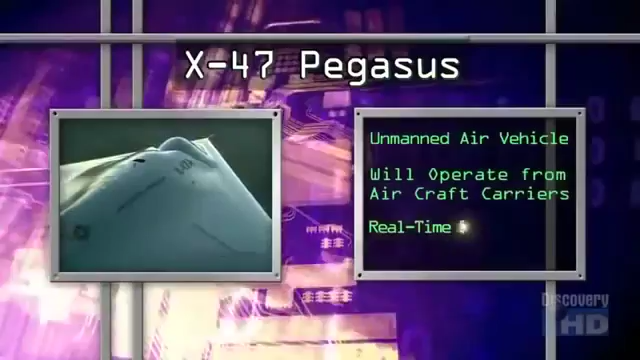 X-47 Pegasus
Unmanned Air Vehicle
Will Operate from
Air Craft Carriers
Real-Time
Discovery
HD